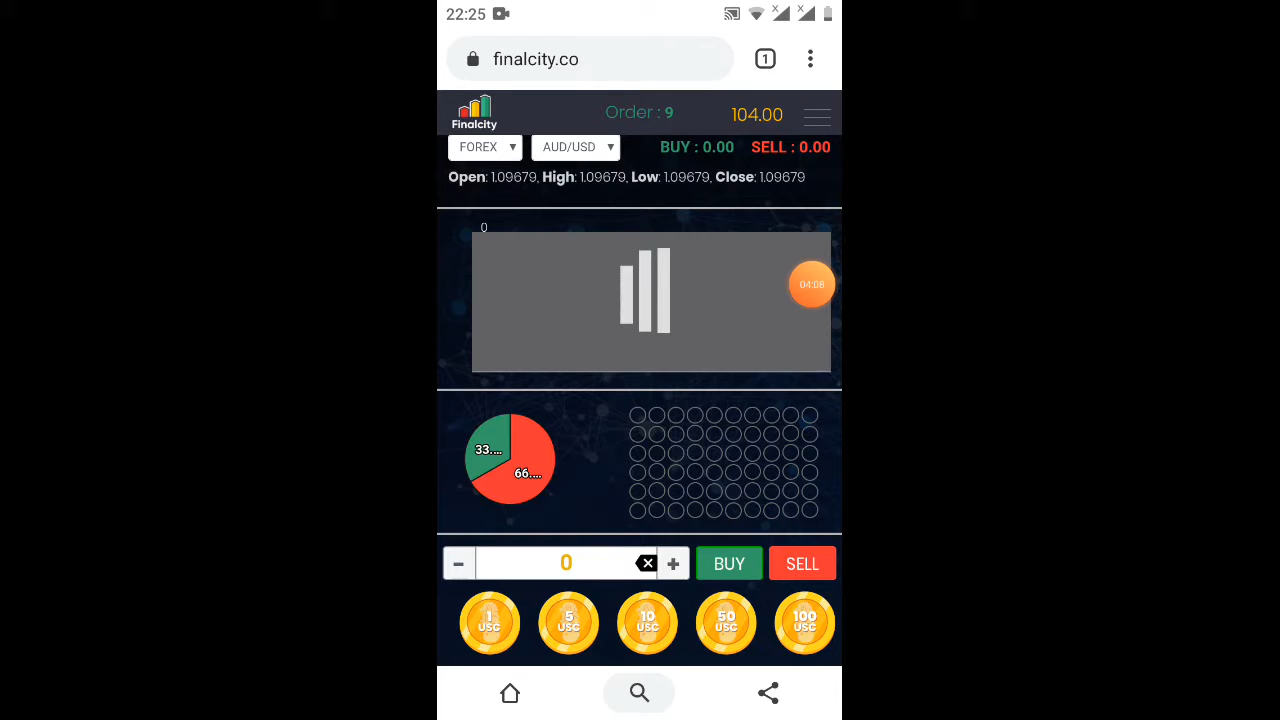 22:25
finalcity.co
1
Finalcity
Order : 9
104.00
FOREX AUD/USD BUY : 0.00 SELL : 0.00
Open: 1.09679, High: 1.09679, Low: 1.09679, Close: 1.09679
0
04:08
33....
66....
- 0 + BUY SELL
1 USC
5 USC
10 USC
50 USC
100 USC